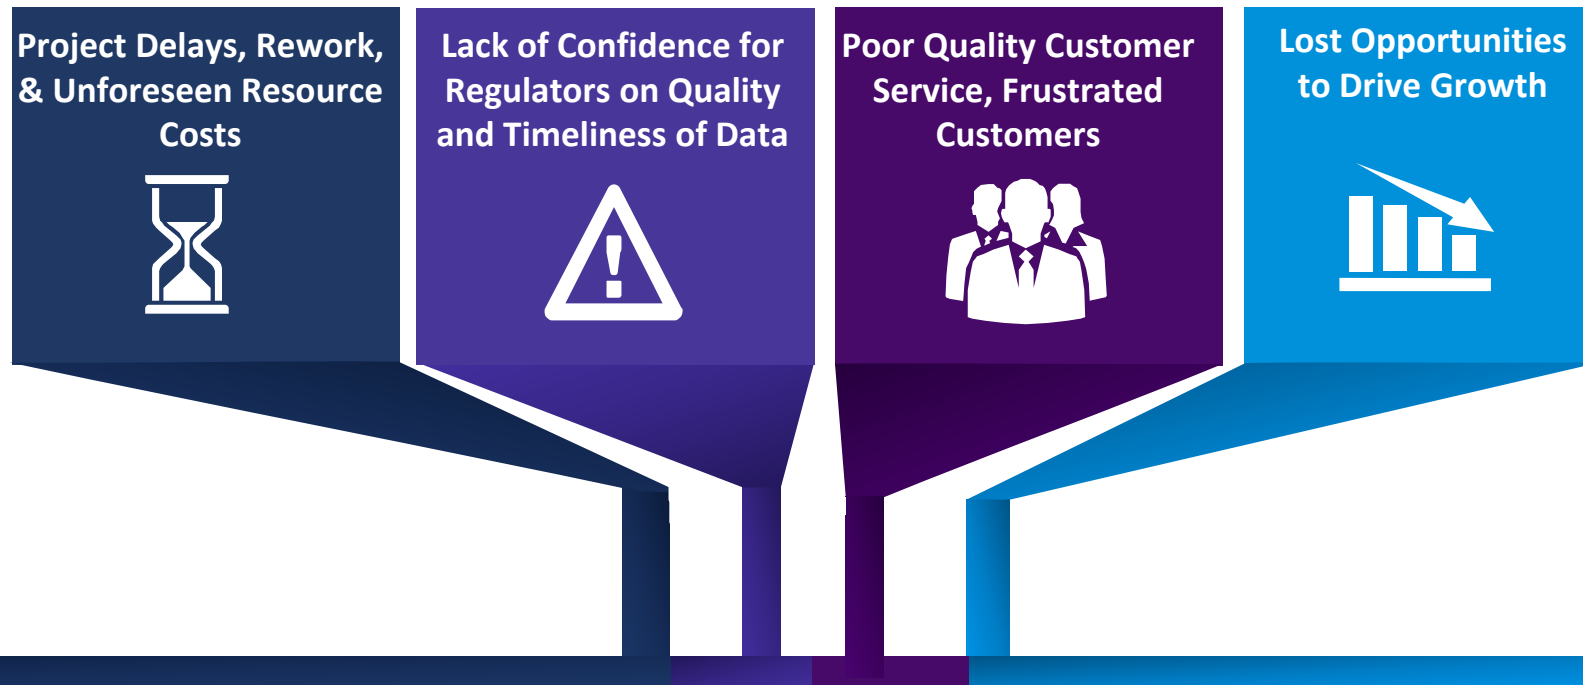 Project Delays, Rework,
& Unforeseen Resource
Costs
Lack of Confidence for
Regulators on Quality
and Timeliness of Data
Poor Quality Customer
Service, Frustrated
Customers
Lost Opportunities
to Drive Growth